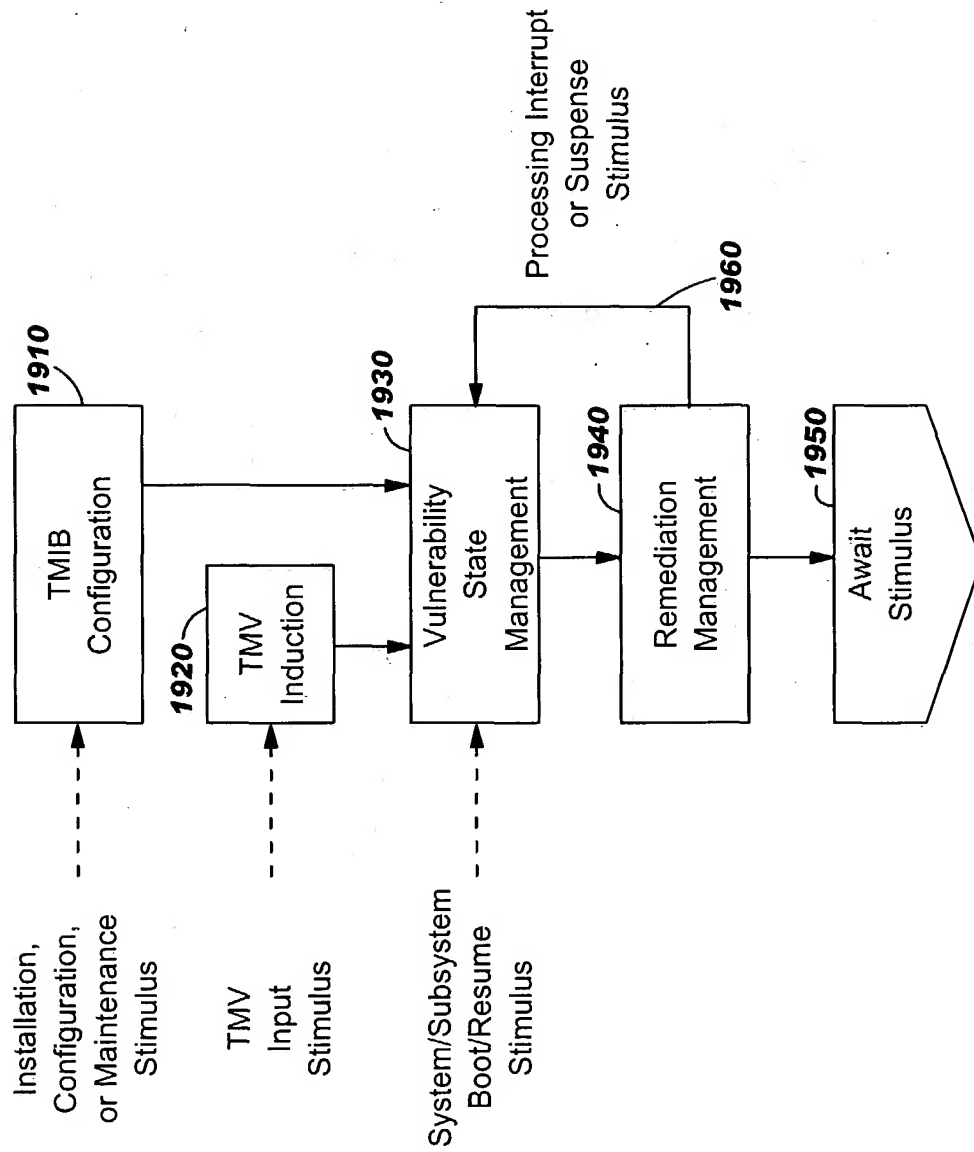 Installation,
Configuration,
or Maintenance
Stimulus
1910
TMIB
Configuration
TMV
Input
Stimulus
1920
TMV
Induction
System/Subsystem
Boot/Resume
Stimulus
1930
Vulnerability
State
Management
Processing Interrupt
or Suspense
Stimulus
1960
1940
Remediation
Management
1950
Await
Stimulus